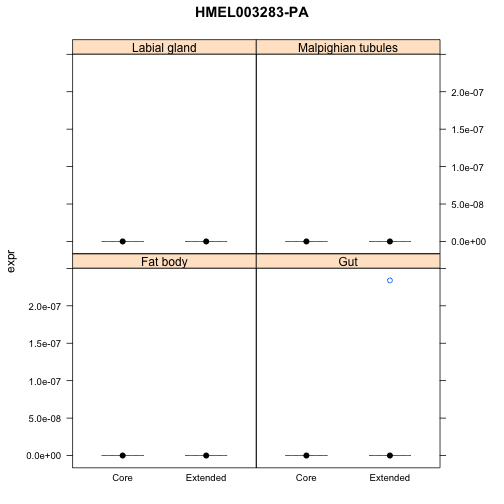 HMEL003283-PA
Labial gland
Malpighian tubules
2.0e-07
1.5e-07
1.0e-07
5.0e-08
0.0e+00
expr
Fat body
Gut
2.0e-07
1.5e-07
1.0e-07
5.0e-08
0.0e+00
Core
Extended
Core
Extended